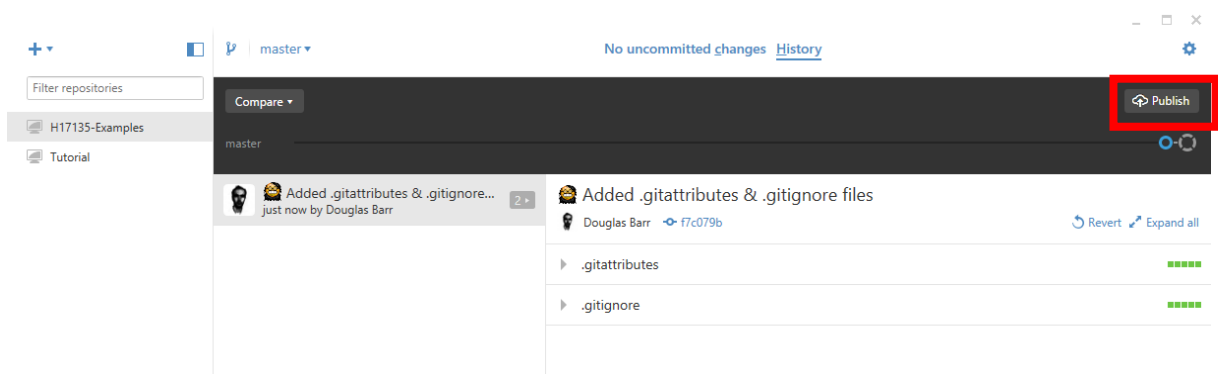 master
No uncommitted changes History
Filter repositories
Compare
Publish
H17135-Examples
master
Tutorial
Added .gitattributes & .gitignore...
just now by Douglas Barr
2
Added .gitattributes & .gitignore files
Douglas Barr
f7c079b
Revert
Expand all
.gitattributes
.gitignore